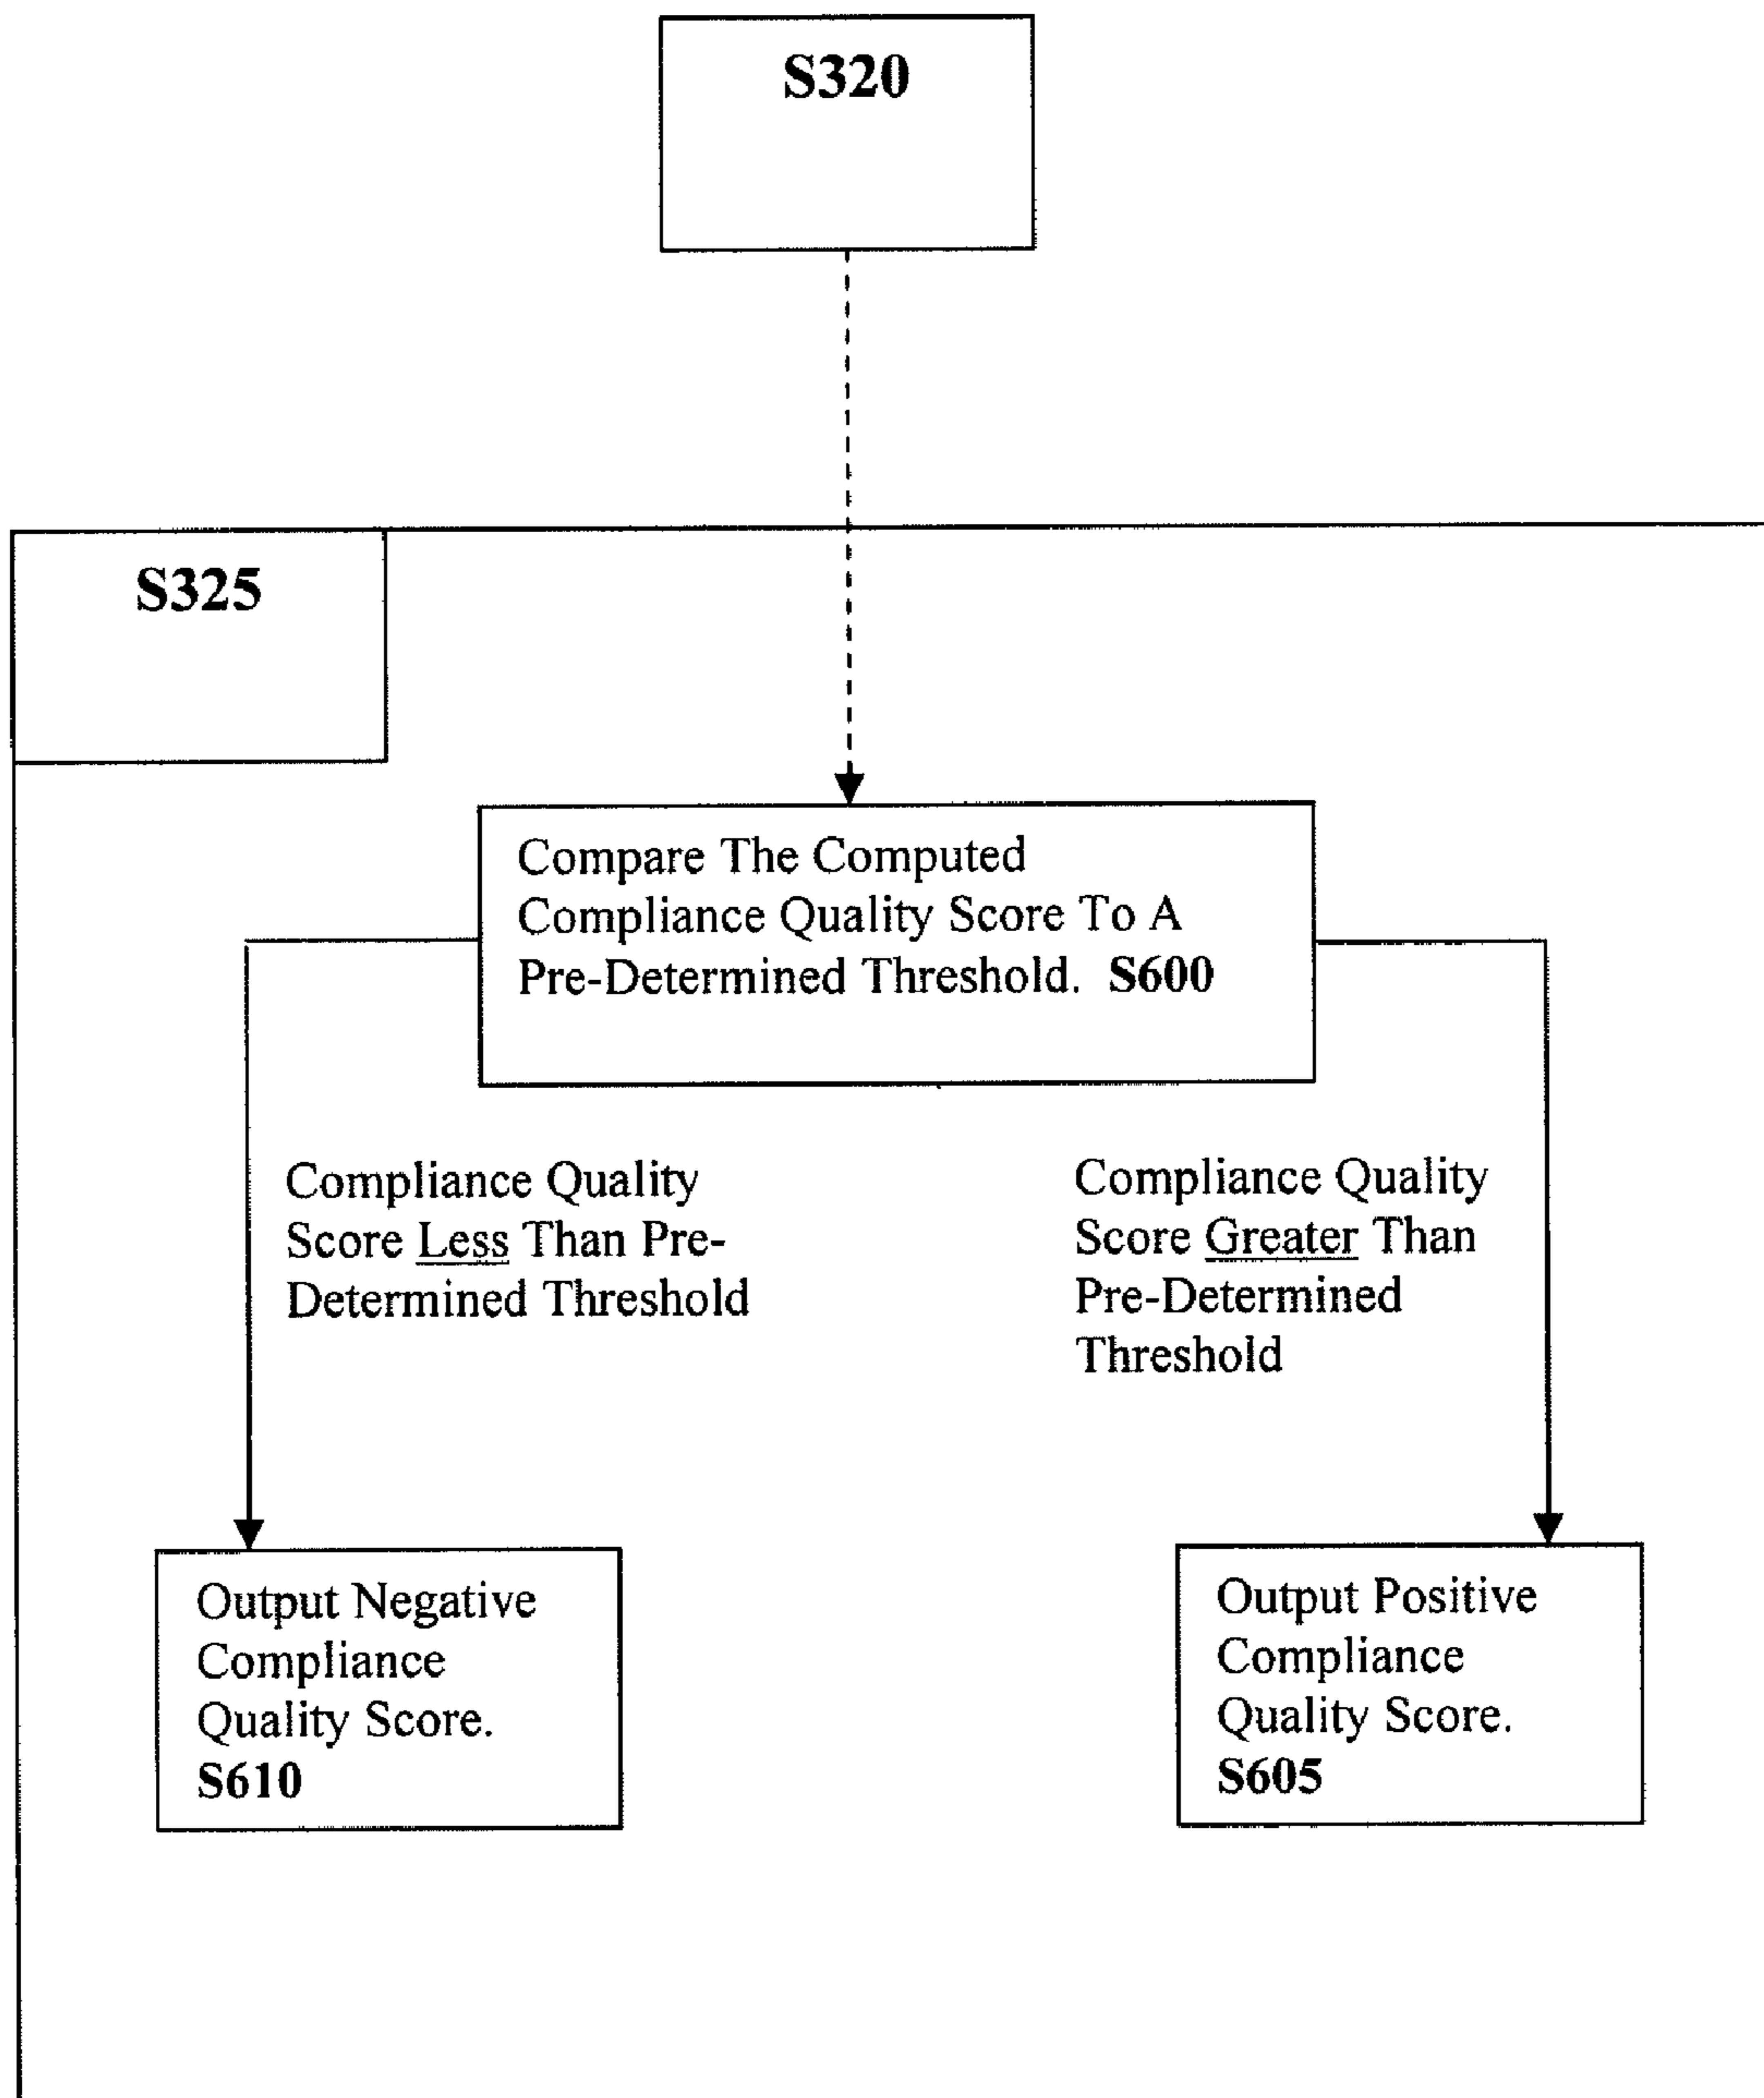 S320
S325
Compare The Computed
Compliance Quality Score To A
Pre-Determined Threshold. S600
Compliance Quality
Score Less Than Pre-
Determined Threshold
Compliance Quality
Score Greater Than
Pre-Determined
Threshold
Output Negative
Compliance
Quality Score.
S610
Output Positive
Compliance
Quality Score.
S605